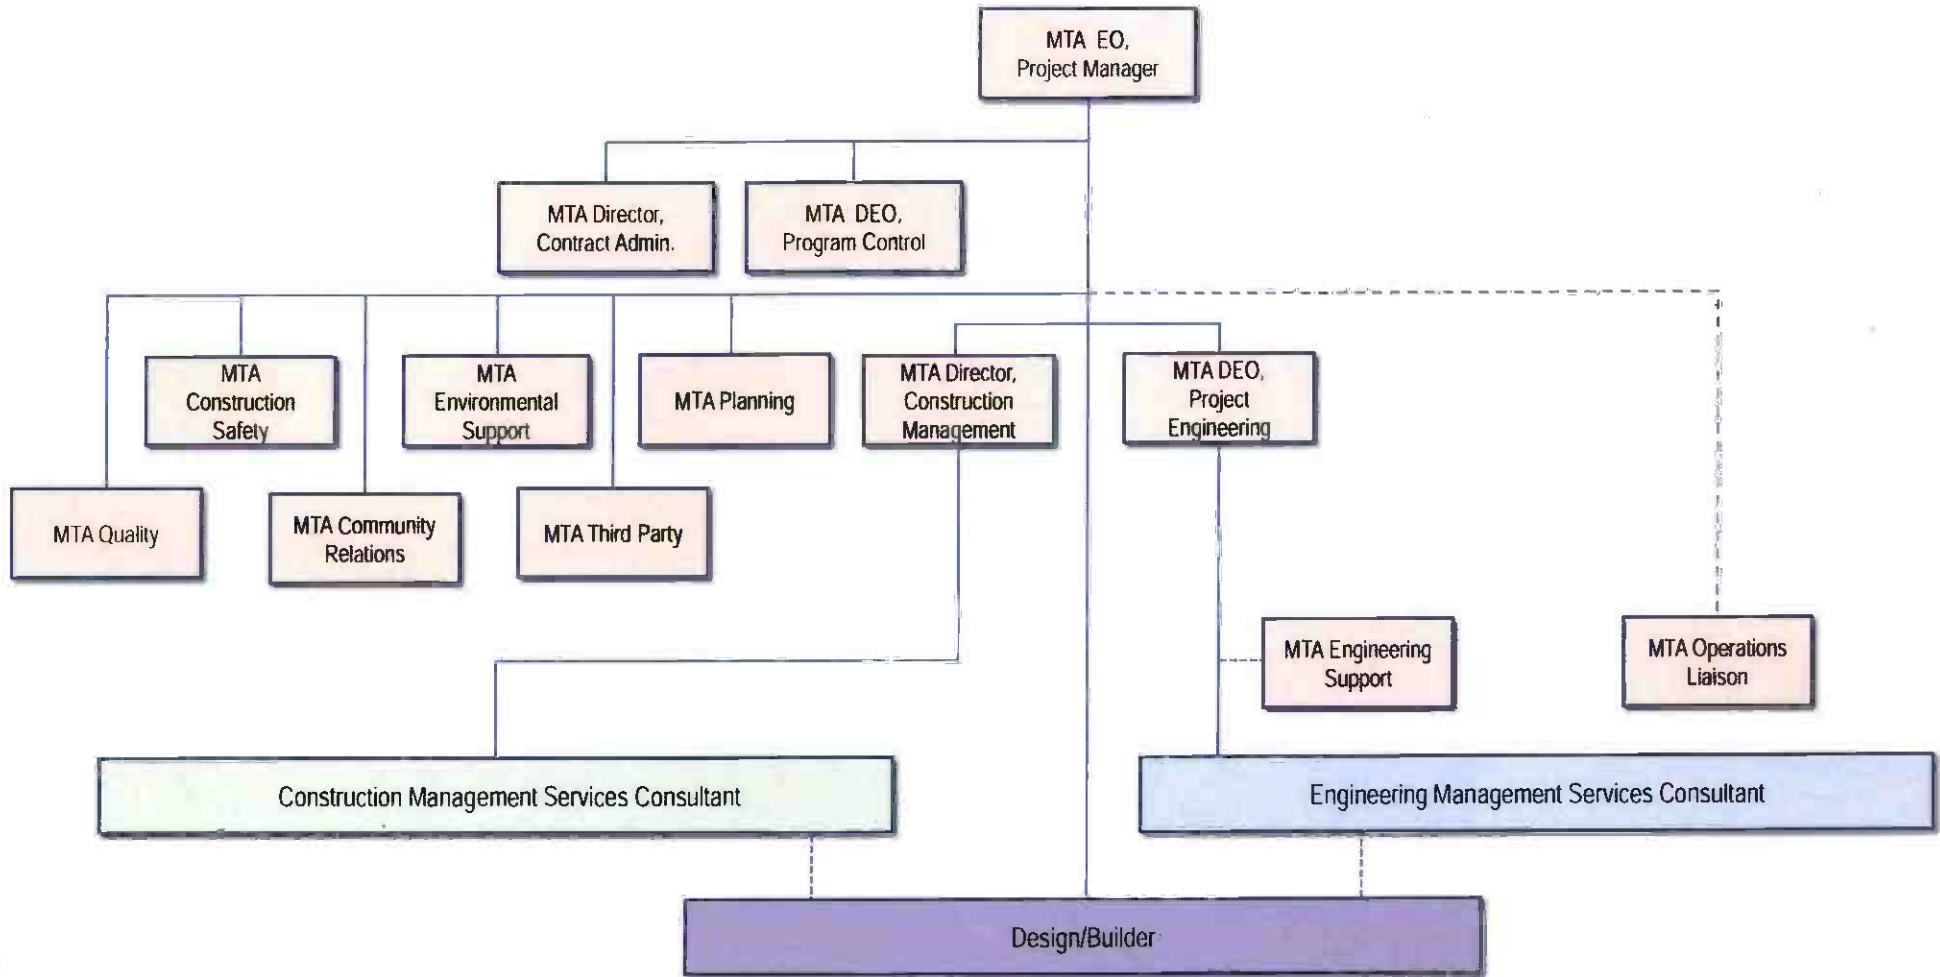 MTA EO,
Project Manager
MTA Director,
Contract Admin.
MTA DEO,
Program Control
MTA
Construction
Safety
MTA
Environmental
Support
MTA Planning
MTA Director,
Construction
Management
MTA DEO,
Project
Engineering
MTA Quality
MTA Community
Relations
MTA Third Party
MTA Engineering
Support
MTA Operations
Liaison
Construction Management Services Consultant
Engineering Management Services Consultant
Design/Builder